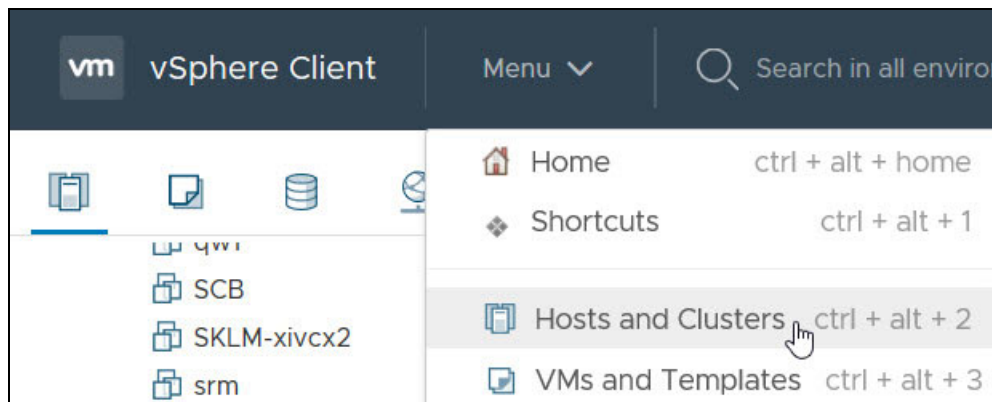 vm vSphere Client Menu Search in all enviro
Home ctrl + alt + home
Shortcuts ctrl + alt + 1
Hosts and Clusters ctrl + alt + 2
VMs and Templates ctrl + alt + 3
SCB
SKLM-xivcx2
srm